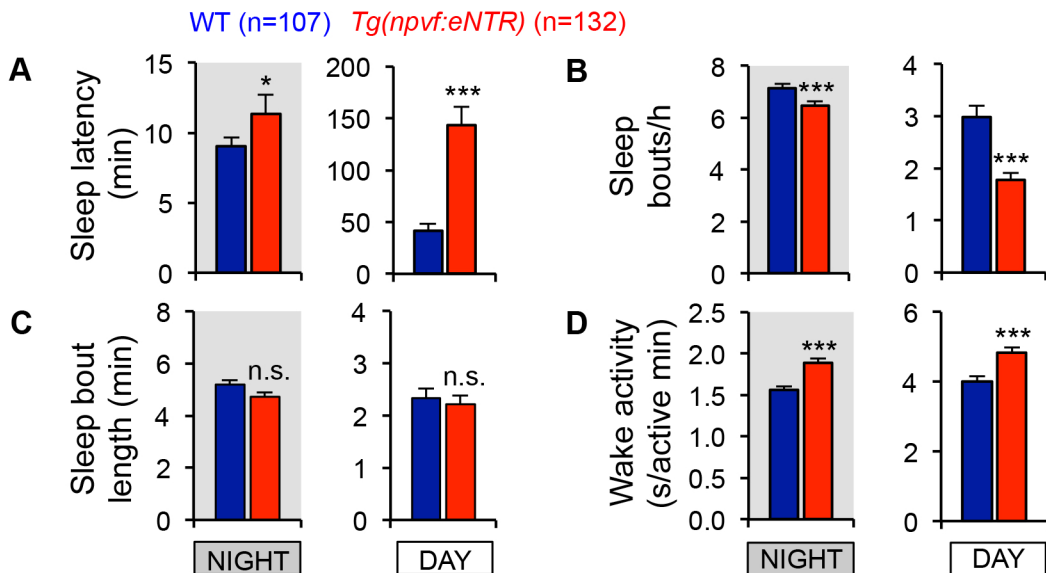 WT (n=107) Tg(npvf:eNTR) (n=132)
A
Sleep latency
(min)
15
10
5
0
*
200
150
100
50
0
***
B
Sleep
bouts/h
8
6
4
2
0
***
4
3
2
1
0
***
C
Sleep bout
length (min)
8
6
4
2
0
n.s.
4
3
2
1
0
n.s.
NIGHT
DAY
D
Wake activity
(s/active min)
2.5
2.0
1.5
1.0
0.5
0.0
***
6
4
2
0
***
NIGHT
DAY